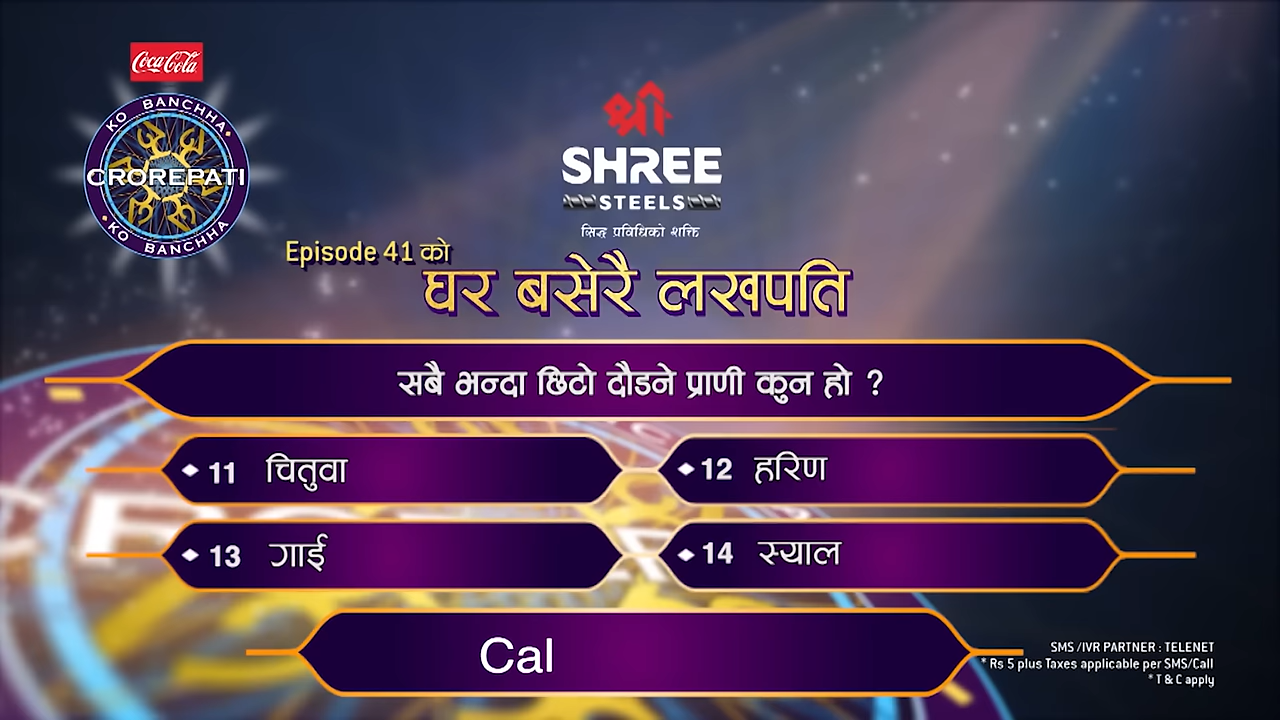 Coca-Cola
KO BANCHHA
CROREPATI
KO BANCHHA
श्री
SHREE
STEELS
सिद्ध प्रविधिको शक्ति
Episode 41 को
घर बसेरै लखपति
सबै भन्दा छिटो दौडने प्राणी कुन हो ?
11 चितुवा
12 हरिण
13 गाई
14 स्याल
Cal
SMS /IVR PARTNER : TELENET
* Rs 5 plus Taxes applicable per SMS/Call
* T & C apply